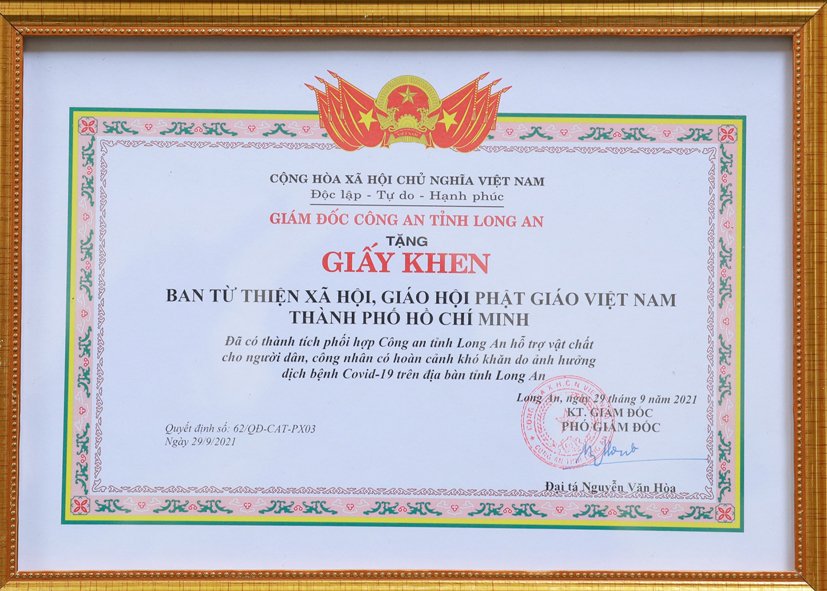 CỘNG HÒA XÃ HỘI CHỦ NGHĨA VIỆT NAM
Độc lập - Tự do - Hạnh phúc
GIÁM ĐỐC CÔNG AN TỈNH LONG AN
TẶNG
GIẤY KHEN
BAN TỪ THIỆN XÃ HỘI, GIÁO HỘI PHẬT GIÁO VIỆT NAM
THÀNH PHỐ HỒ CHÍ MINH
Đã có thành tích phối hợp Công an tỉnh Long An hỗ trợ vật chất
cho người dân, công nhân có hoàn cảnh khó khăn do ảnh hưởng
dịch bệnh Covid-19 trên địa bàn tỉnh Long An
Long An, ngày 29 tháng 9 năm 2021
KT. GIÁM ĐỐC
PHÓ GIÁM ĐỐC
Quyết định số: 62/QĐ-CAT-PX03
Ngày 29/9/2021
Đại tá Nguyễn Văn Hòa